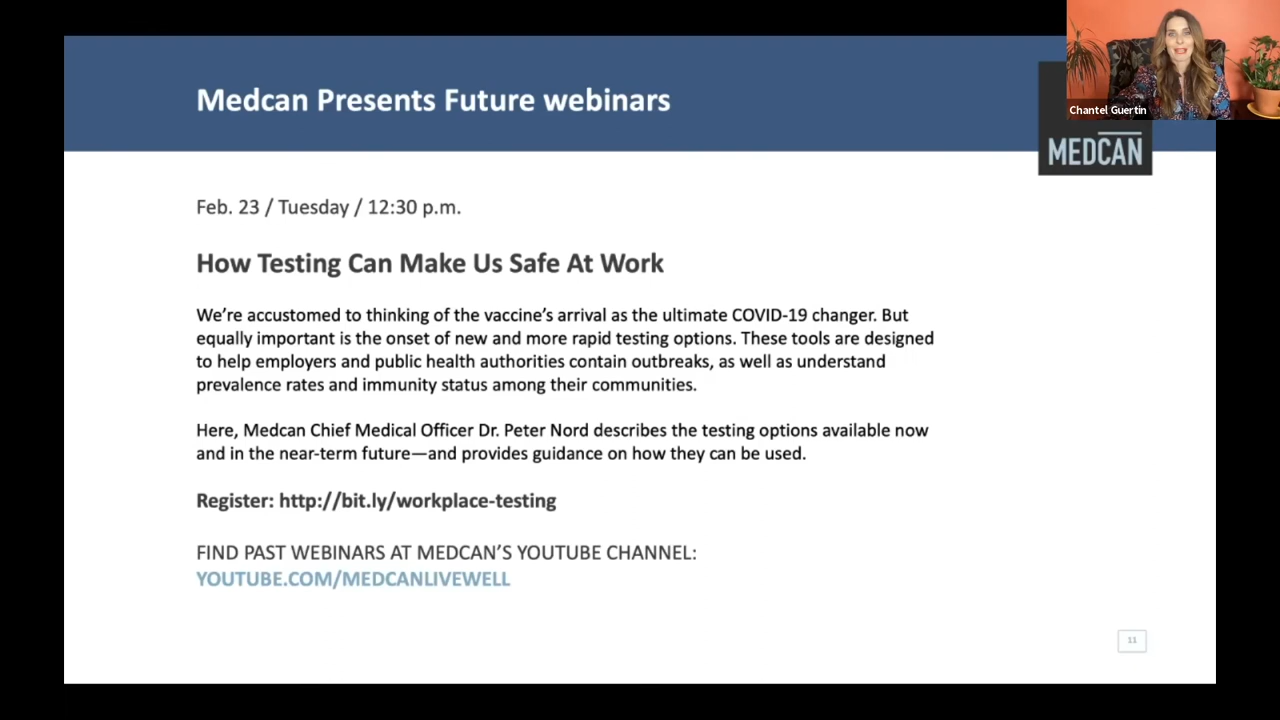 Medcan Presents Future webinars
Chantel Guertin
MEDCAN
Feb. 23 / Tuesday / 12:30 p.m.
How Testing Can Make Us Safe At Work
We're accustomed to thinking of the vaccine's arrival as the ultimate COVID-19 changer. But
equally important is the onset of new and more rapid testing options. These tools are designed
to help employers and public health authorities contain outbreaks, as well as understand
prevalence rates and immunity status among their communities.
Here, Medcan Chief Medical Officer Dr. Peter Nord describes the testing options available now
and in the near-term future—and provides guidance on how they can be used.
Register: http://bit.ly/workplace-testing
FIND PAST WEBINARS AT MEDCAN'S YOUTUBE CHANNEL:
YOUTUBE.COM/MEDCANLIVEWELL
11